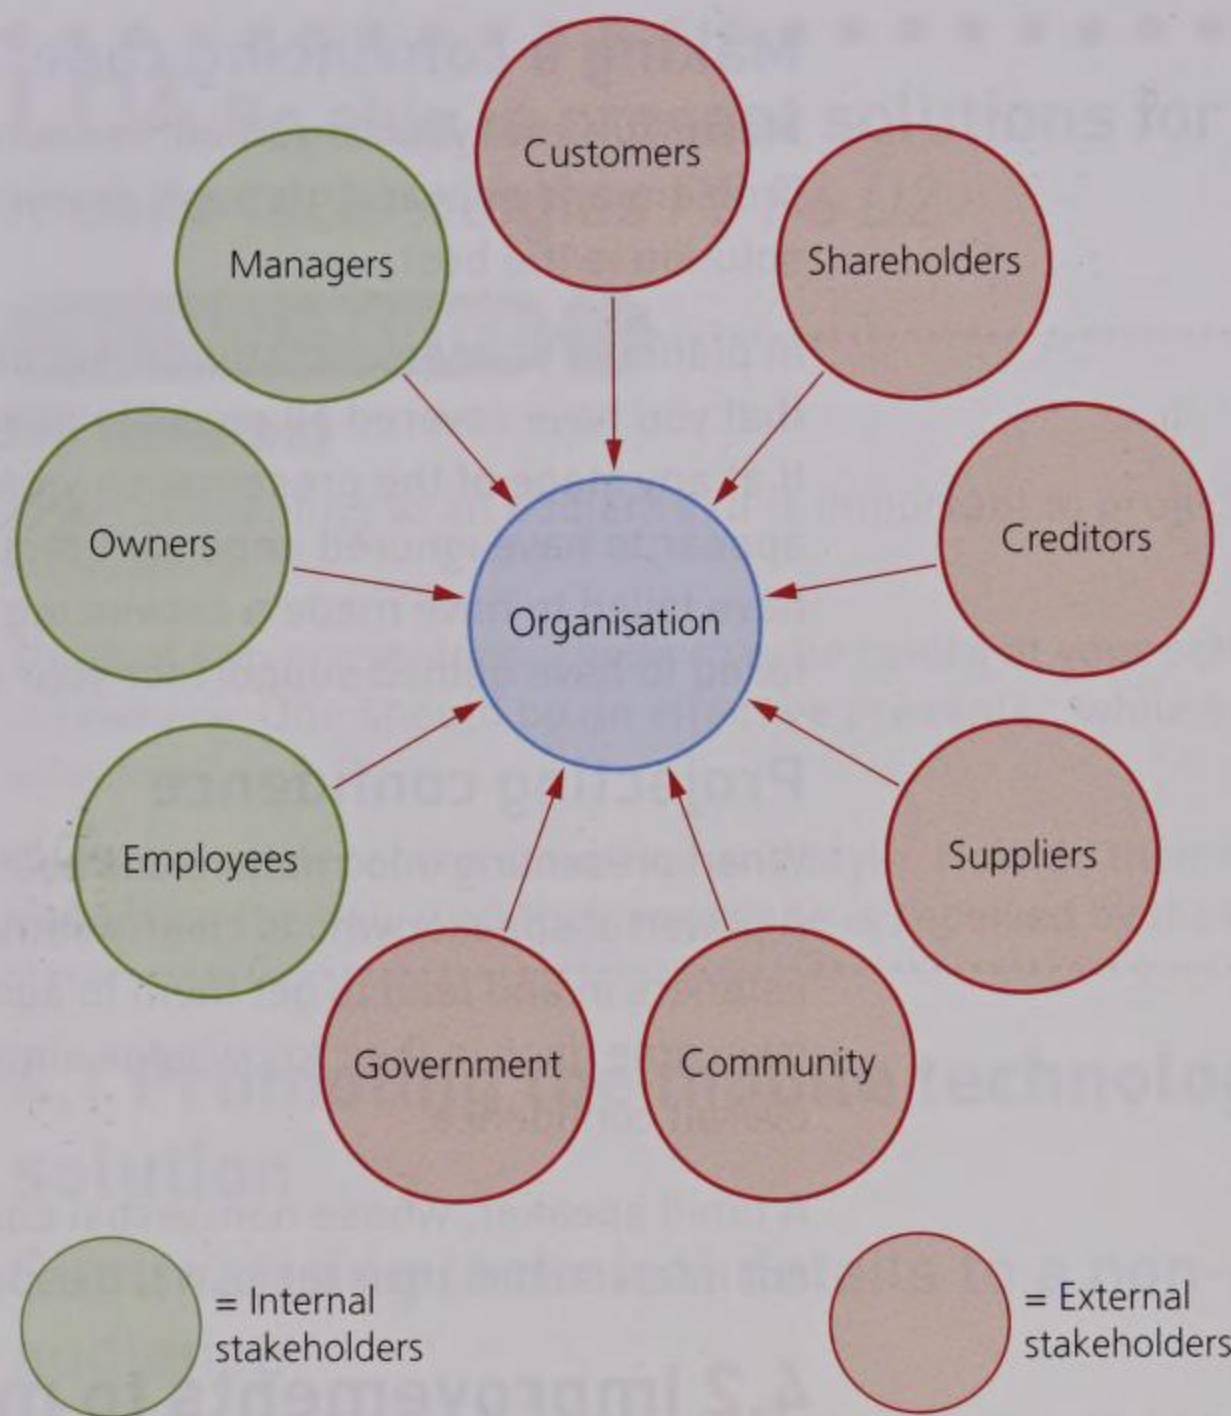 Customers
Managers
Shareholders
Owners
Creditors
Organisation
Employees
Suppliers
Government
Community
= Internal
stakeholders
= External
stakeholders